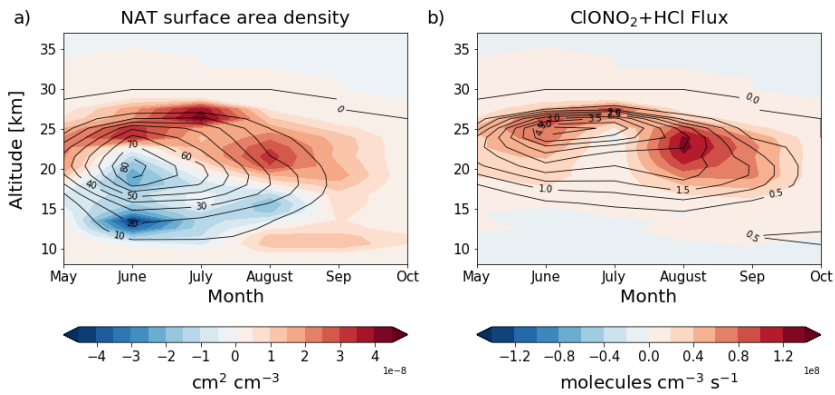 a) NAT surface area density
b) ClONO₂+HCl Flux
Altitude [km]
35
30
25
20
15
10
70
80
60
40
50
30
20
10
0
May June July August Sep Oct
Month
35
30
25
20
15
10
0.0
3.5
1.0
1.5
0.5
0.5
May June July August Sep Oct
Month
−4 −3 −2 −1 0 1 2 3 4
1e−8
cm² cm⁻³
−1.2 −0.8 −0.4 0.0 0.4 0.8 1.2
1e8
molecules cm⁻³ s⁻¹